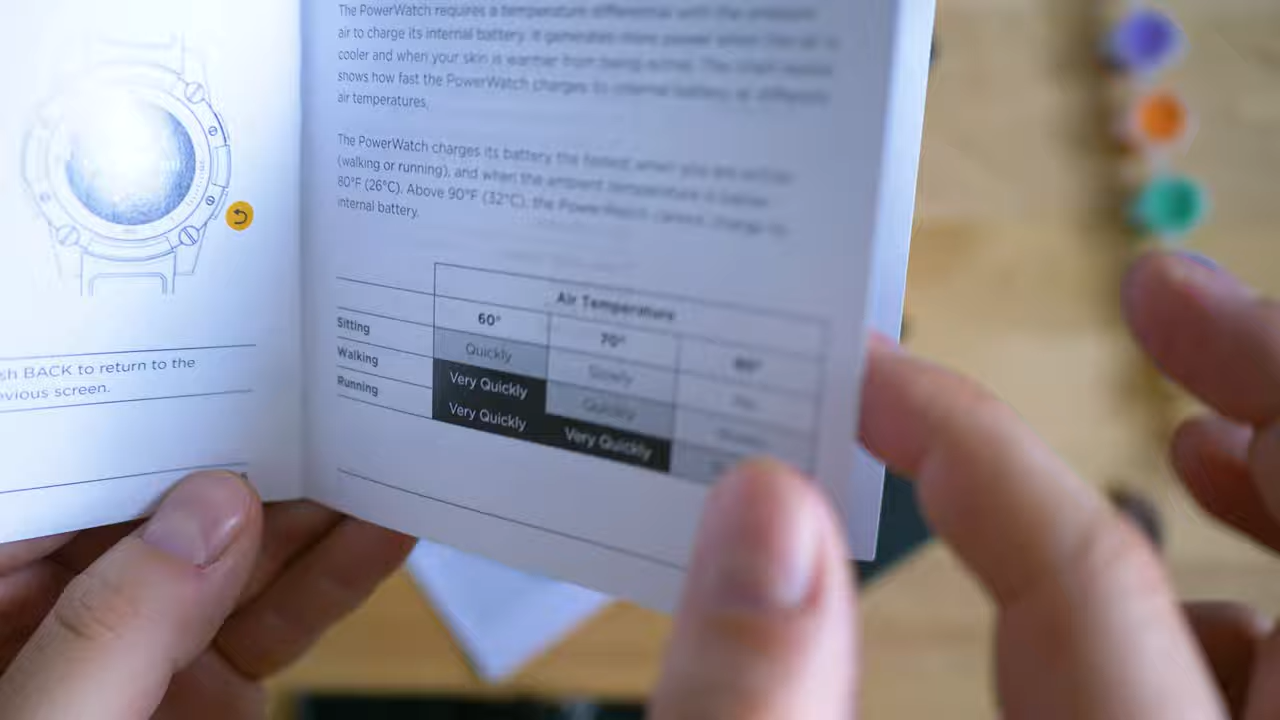 sh BACK to return to the
vious screen.
The PowerWatch requires a temperature differential with the ambient
air to charge its internal battery. It generates more power when the air is
cooler and when your skin is warmer from being active. The chart below
shows how fast the PowerWatch charges its internal battery at different
air temperatures.
The PowerWatch charges its battery the fastest when you are active
(walking or running), and when the ambient temperature is below
80°F (26°C). Above 90°F (32°C), the PowerWatch cannot charge its
internal battery.
Air Temperature
60° 70° 80°
Sitting Quickly Slowly
Walking Very Quickly Quickly
Running Very Quickly Very Quickly